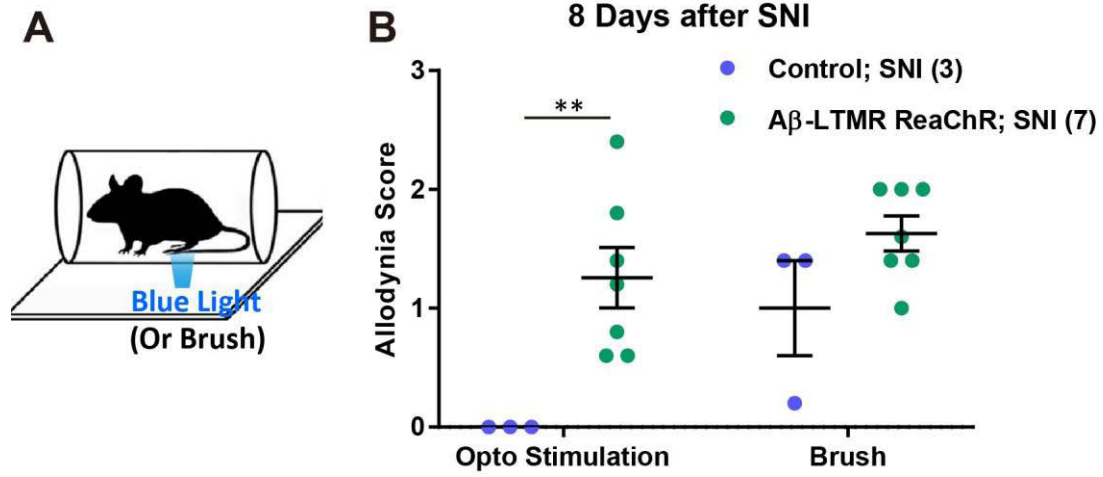 A
Blue Light
(Or Brush)
B
8 Days after SNI
Control; SNI (3)
Aβ-LTMR ReaChR; SNI (7)
**
Allodynia Score
3
2
1
0
Opto Stimulation
Brush